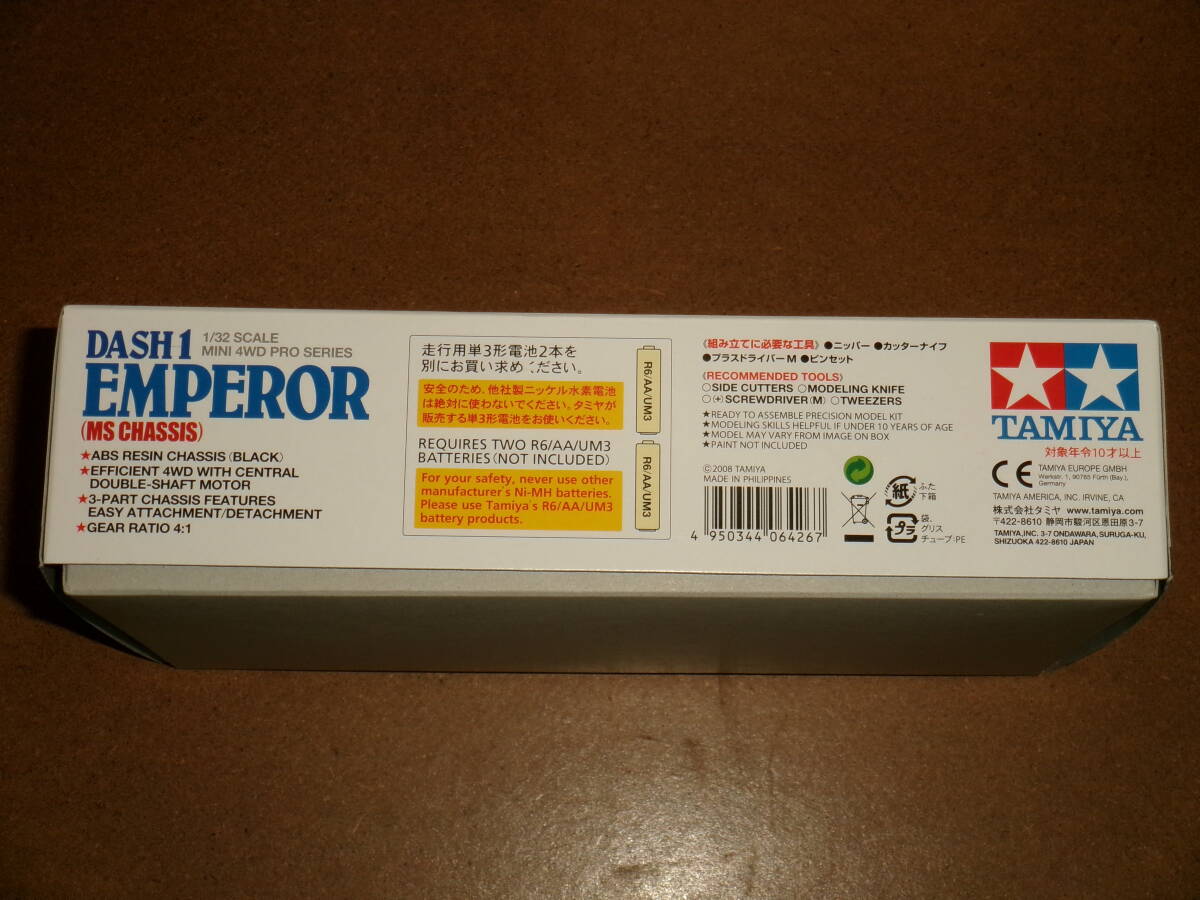 DASH 1
1/32 SCALE
MINI 4WD PRO SERIES
EMPEROR
(MS CHASSIS)
★ABS RESIN CHASSIS (BLACK)
★EFFICIENT 4WD WITH CENTRAL
DOUBLE-SHAFT MOTOR
★3-PART CHASSIS FEATURES
EASY ATTACHMENT/DETACHMENT
★GEAR RATIO 4:1
走行用単3形電池2本を
別にお買い求めください。
安全のため、他社製ニッケル水素電池
は絶対に使わないでください。タミヤが
販売する単3形電池をお使いください。
REQUIRES TWO R6/AA/UM3
BATTERIES (NOT INCLUDED)
For your safety, never use other
manufacturer's Ni-MH batteries.
Please use Tamiya's R6/AA/UM3
battery products.
R6/AA/UM3
R6/AA/UM3
《組み立てに必要な工具》●ニッパー ●カッターナイフ
●プラスドライバーM ●ピンセット
《RECOMMENDED TOOLS》
○SIDE CUTTERS ○MODELING KNIFE
○(+) SCREWDRIVER (M) ○TWEEZERS
★READY TO ASSEMBLE PRECISION MODEL KIT
★MODELING SKILLS HELPFUL IF UNDER 10 YEARS OF AGE
★MODEL MAY VARY FROM IMAGE ON BOX
★PAINT NOT INCLUDED
©2008 TAMIYA
MADE IN PHILIPPINES
4 950344 064267
紙
ふた
下箱
プラ
袋、
グリス
チューブ:PE
TAMIYA
対象年令10才以上
CE
TAMIYA EUROPE GMBH
Werkstr. 1, 90765 Fürth (Bay.),
Germany
TAMIYA AMERICA, INC. IRVINE, CA
株式会社タミヤ www.tamiya.com
〒422-8610 静岡市駿河区恩田原3-7
TAMIYA,INC. 3-7 ONDAWARA,SURUGA-KU,
SHIZUOKA 422-8610 JAPAN